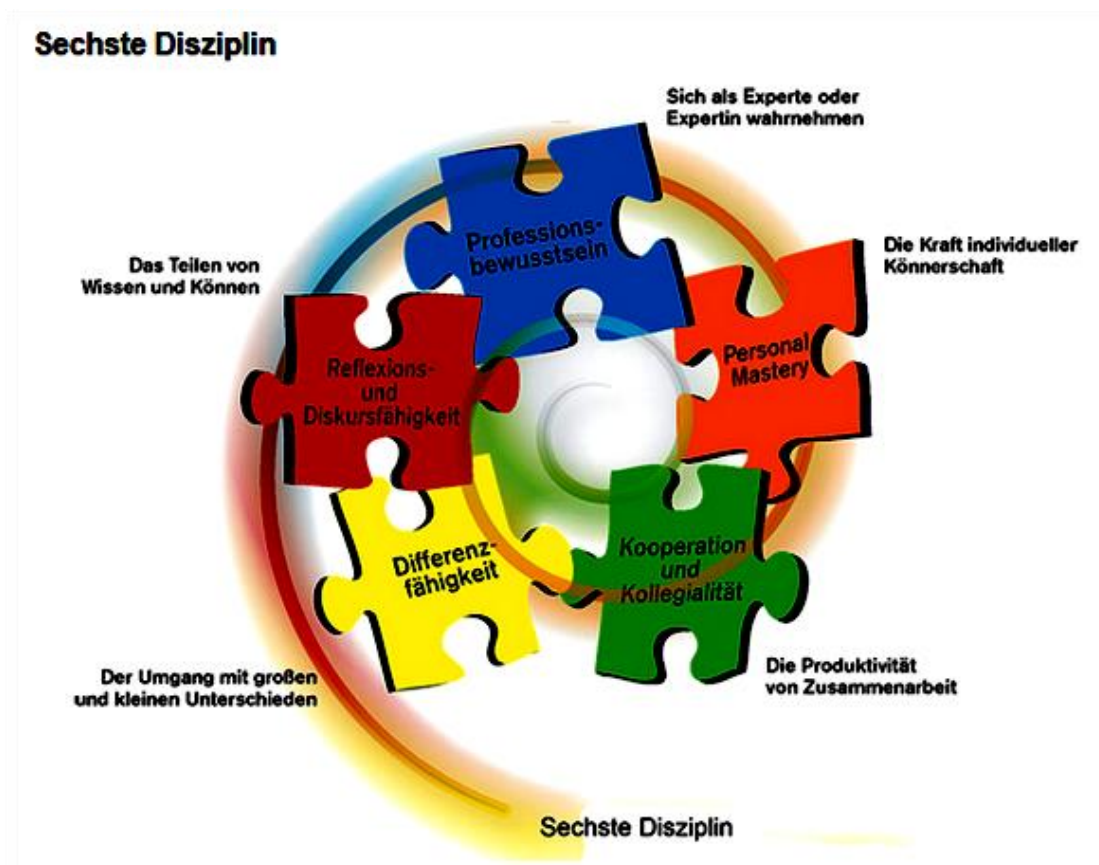 Sechste Disziplin
Sich als Experte oder
Expertin wahrnehmen
Professions-
bewusstsein
Die Kraft individueller
Könnerschaft
Personal
Mastery
Das Teilen von
Wissen und Können
Reflexions-
und
Diskursfähigkeit
Differenz-
fähigkeit
Kooperation
und
Kollegialität
Der Umgang mit großen
und kleinen Unterschieden
Die Produktivität
von Zusammenarbeit
Sechste Disziplin